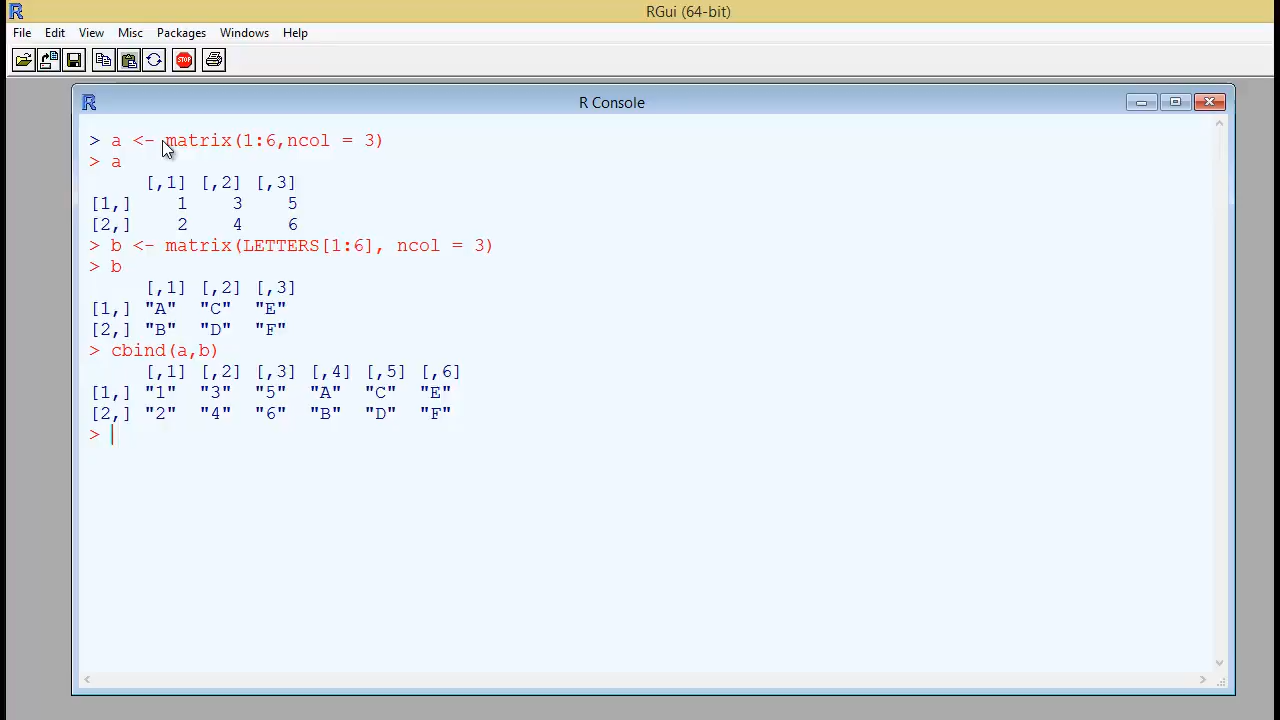 RGui (64-bit)
File Edit View Misc Packages Windows Help
STOP
R Console
> a <- matrix(1:6,ncol = 3)
> a
     [,1] [,2] [,3]
[1,]    1    3    5
[2,]    2    4    6
> b <- matrix(LETTERS[1:6], ncol = 3)
> b
     [,1] [,2] [,3]
[1,] "A"  "C"  "E"
[2,] "B"  "D"  "F"
> cbind(a,b)
     [,1] [,2] [,3] [,4] [,5] [,6]
[1,] "1"  "3"  "5"  "A"  "C"  "E"
[2,] "2"  "4"  "6"  "B"  "D"  "F"
>